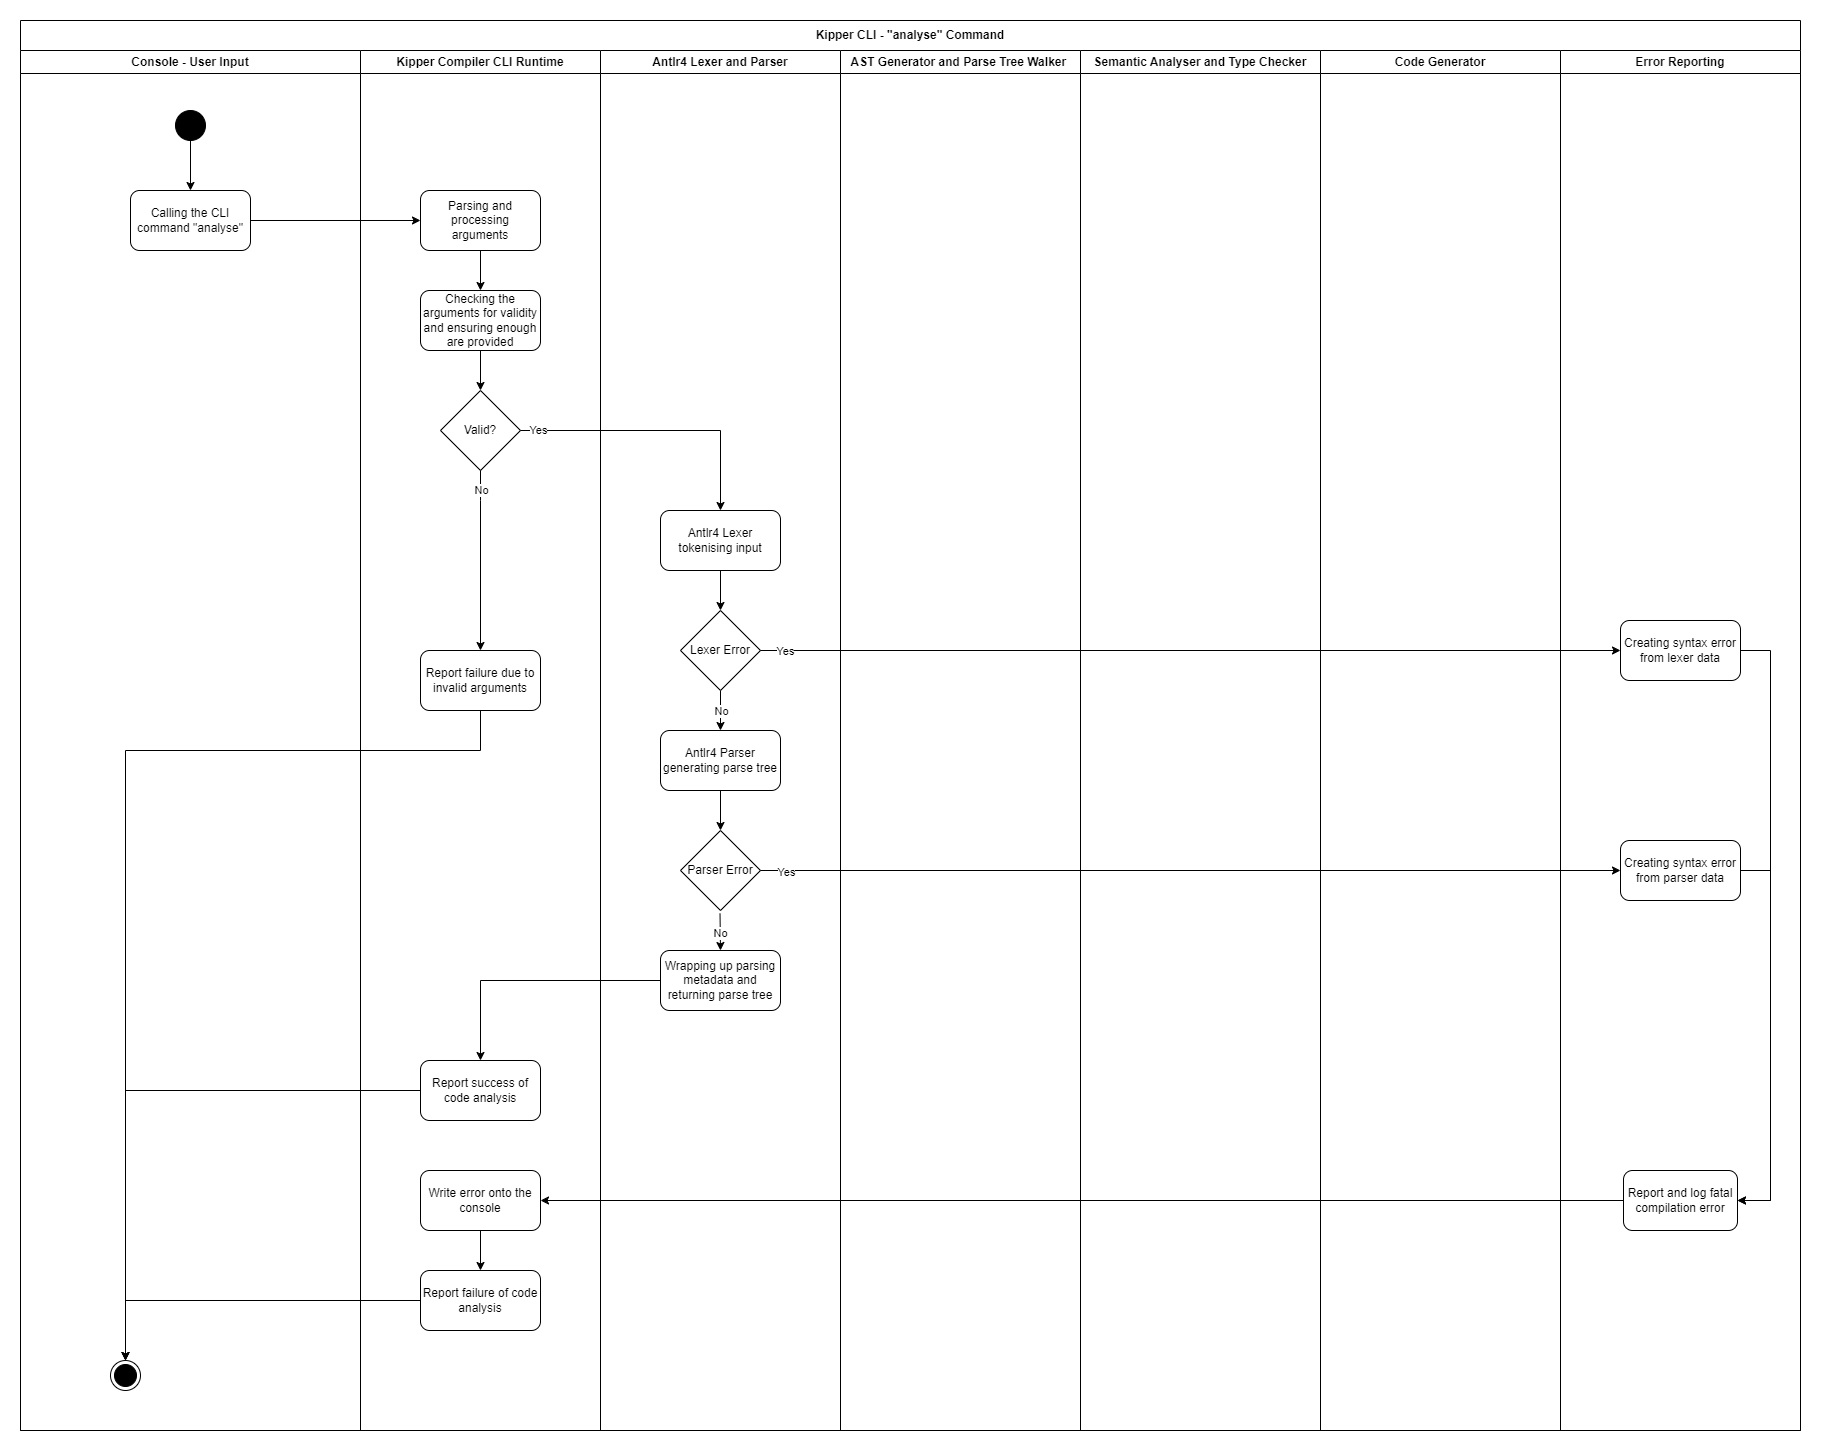 Kipper CLI - "analyse" Command
Console - User Input
Kipper Compiler CLI Runtime
Antlr4 Lexer and Parser
AST Generator and Parse Tree Walker
Semantic Analyser and Type Checker
Code Generator
Error Reporting
Calling the CLI
command "analyse"
Parsing and
processing
arguments
Checking the
arguments for validity
and ensuring enough
are provided
Valid?
Yes
No
Antlr4 Lexer
tokenising input
Lexer Error
Yes
Creating syntax error
from lexer data
Report failure due to
invalid arguments
No
Antlr4 Parser
generating parse tree
Parser Error
Yes
Creating syntax error
from parser data
No
Wrapping up parsing
metadata and
returning parse tree
Report success of
code analysis
Write error onto the
console
Report and log fatal
compilation error
Report failure of code
analysis